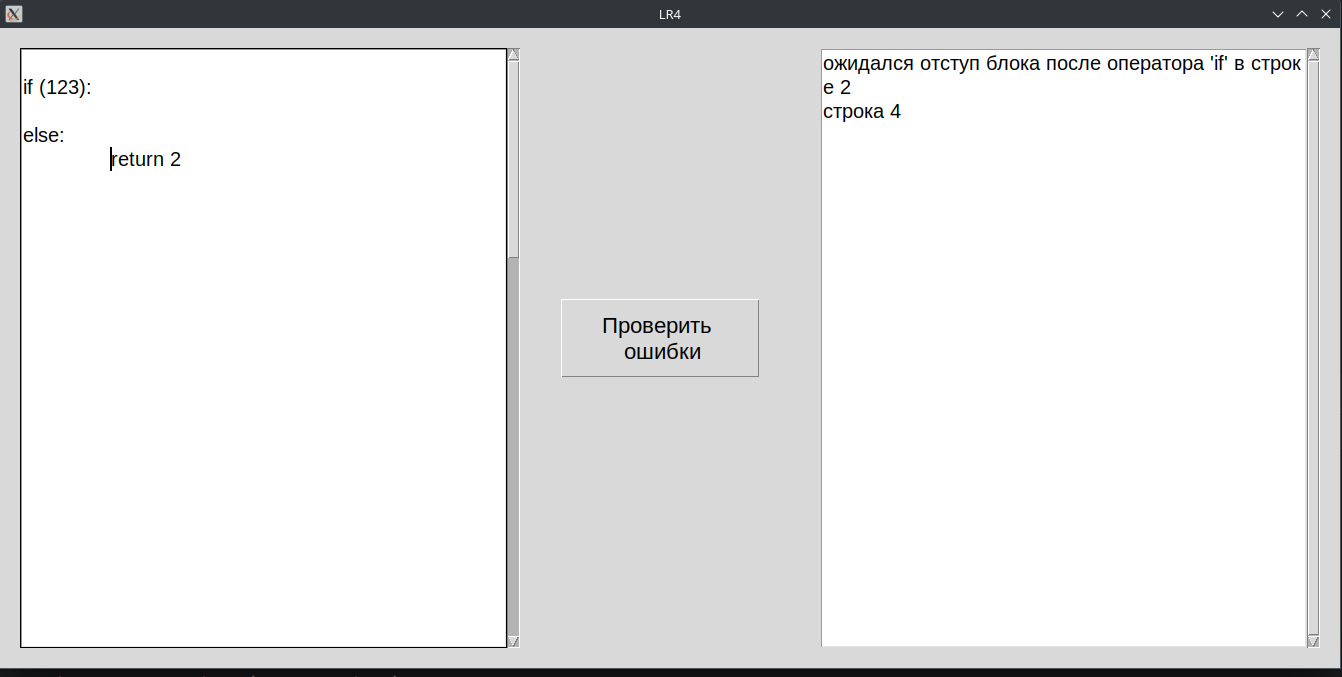 LR4
if (123):
else:
return 2
Проверить
ошибки
ожидался отступ блока после оператора 'if' в строк
е 2
строка 4